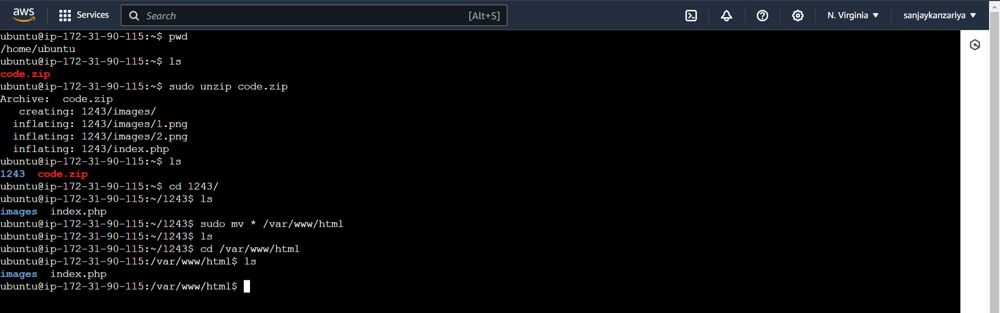 aws Services Search [Alt+S] N. Virginia sanjaykanzariya
ubuntu@ip-172-31-90-115:~$ pwd
/home/ubuntu
ubuntu@ip-172-31-90-115:~$ ls
code.zip
ubuntu@ip-172-31-90-115:~$ sudo unzip code.zip
Archive:  code.zip
   creating: 1243/images/
  inflating: 1243/images/1.png
  inflating: 1243/images/2.png
  inflating: 1243/index.php
ubuntu@ip-172-31-90-115:~$ ls
1243  code.zip
ubuntu@ip-172-31-90-115:~$ cd 1243/
ubuntu@ip-172-31-90-115:~/1243$ ls
images  index.php
ubuntu@ip-172-31-90-115:~/1243$ sudo mv * /var/www/html
ubuntu@ip-172-31-90-115:~/1243$ ls
ubuntu@ip-172-31-90-115:~/1243$ cd /var/www/html
ubuntu@ip-172-31-90-115:/var/www/html$ ls
images  index.php
ubuntu@ip-172-31-90-115:/var/www/html$